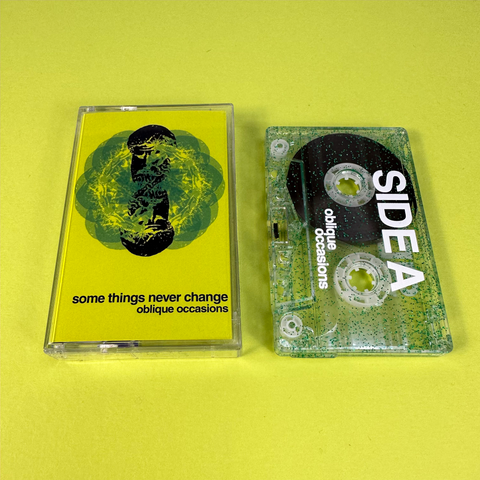 some things never change
oblique occasions
SIDE A
oblique
occasions